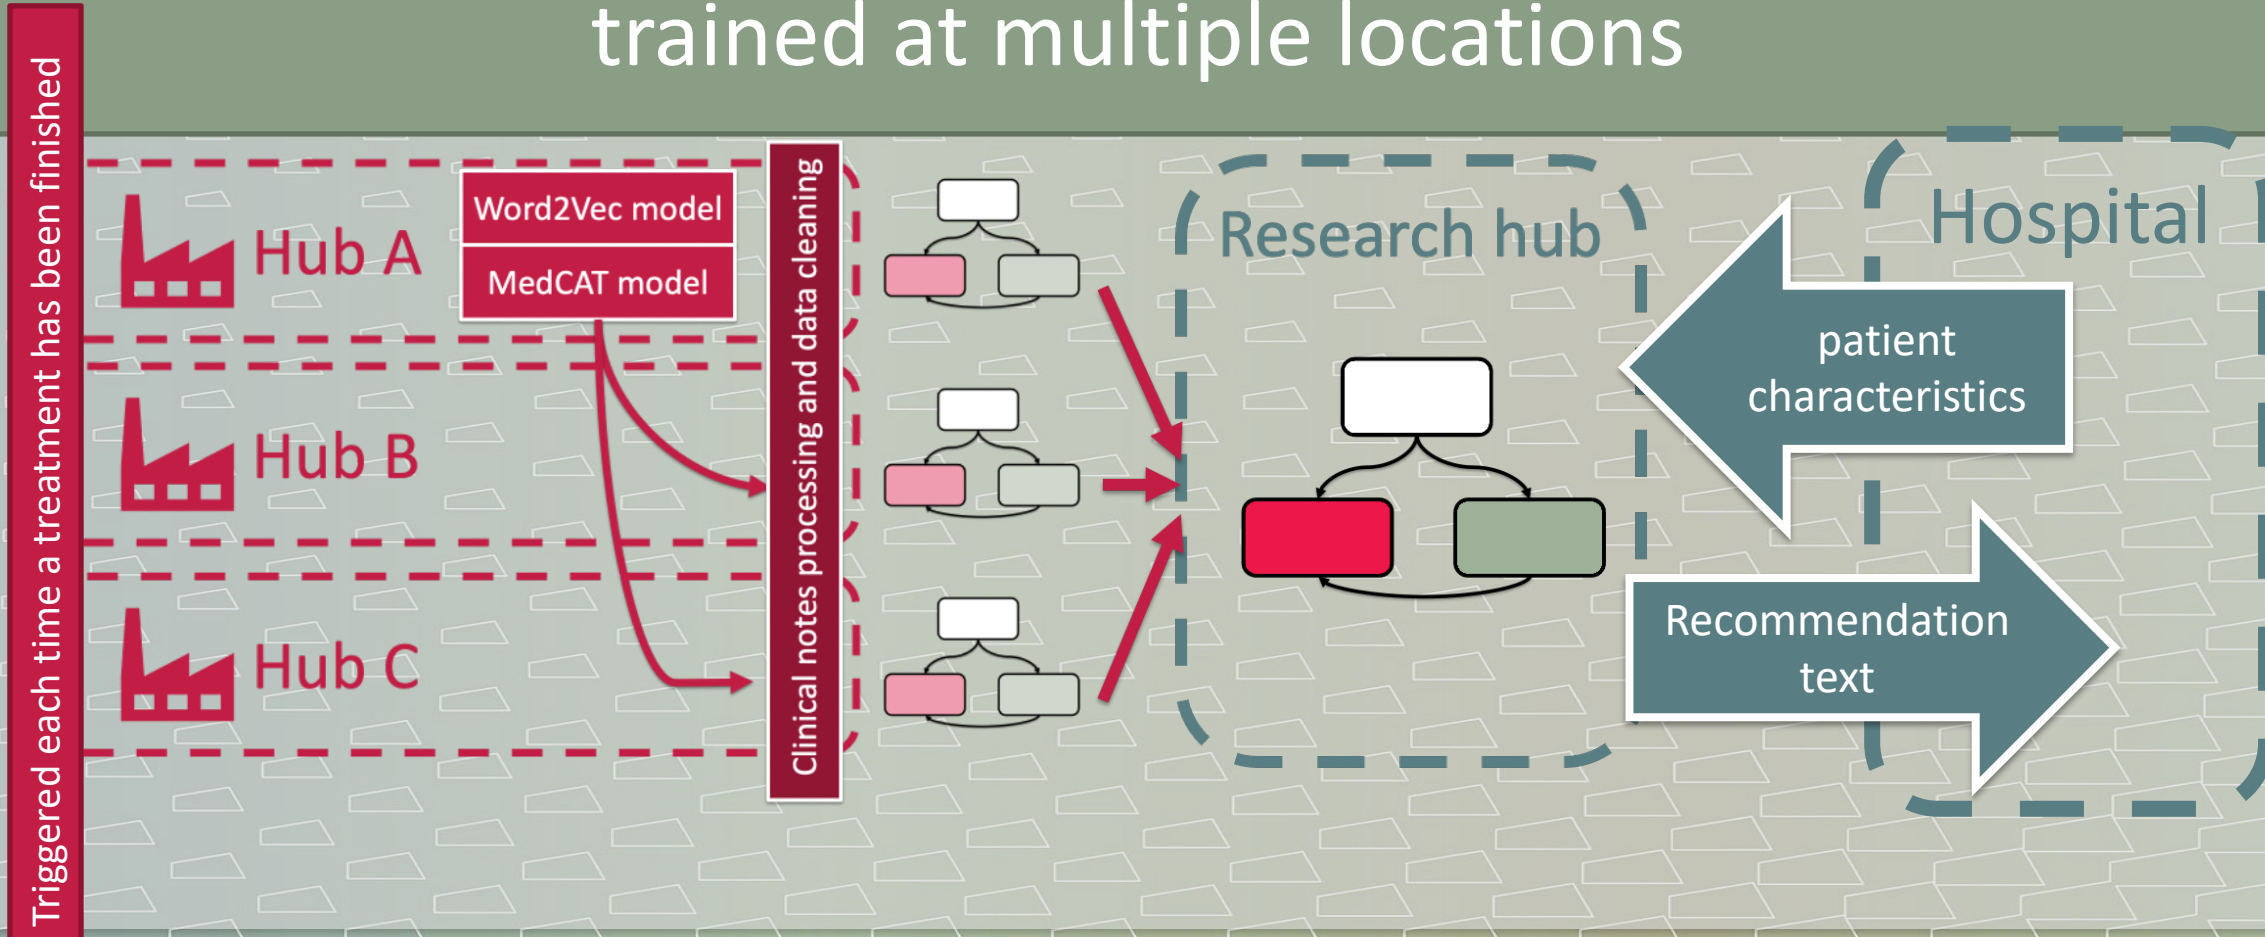 trained at multiple locations
Triggered each time a treatment has been finished
Hub A
Word2Vec model
MedCAT model
Hub B
Hub C
Clinical notes processing and data cleaning
Research hub
Hospital
patient
characteristics
Recommendation
text